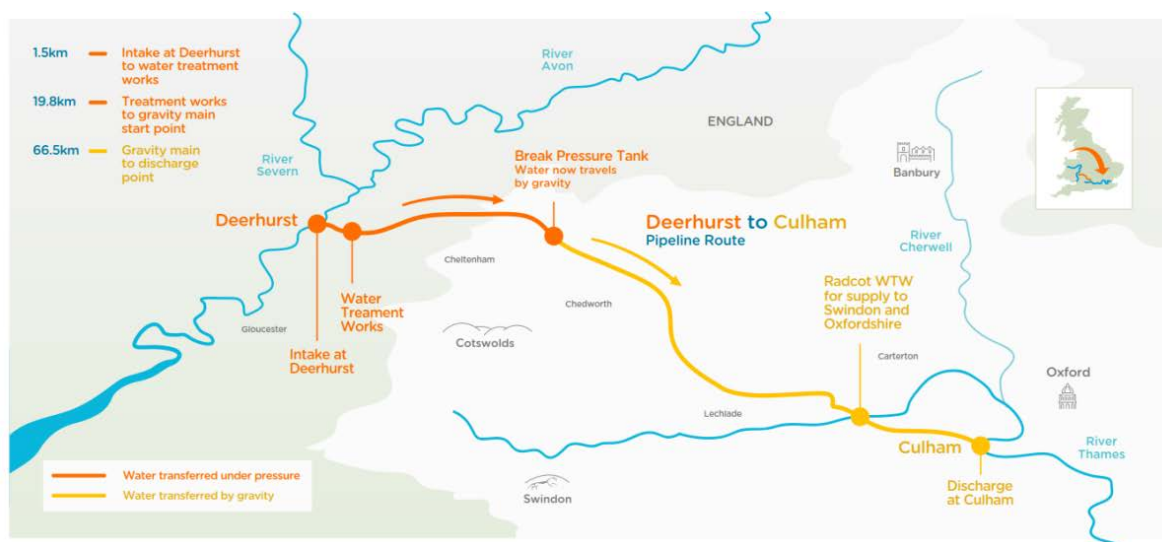 1.5km
Intake at Deerhurst
to water treatment
works
19.8km
Treatment works
to gravity main
start point
66.5km
Gravity main
to discharge
point
River
Avon
River
Severn
ENGLAND
Break Pressure Tank
Water now travels
by gravity
Banbury
Deerhurst
Deerhurst to Culham
Pipeline Route
River
Cherwell
Cheltenham
Chedworth
Radcot WTW
for supply to
Swindon and
Oxfordshire
Water
Treament
Works
Gloucester
Intake at
Deerhurst
Cotswolds
Carterton
Oxford
Lechlade
Culham
River
Thames
Water transferred under pressure
Water transferred by gravity
Swindon
Discharge
at Culham